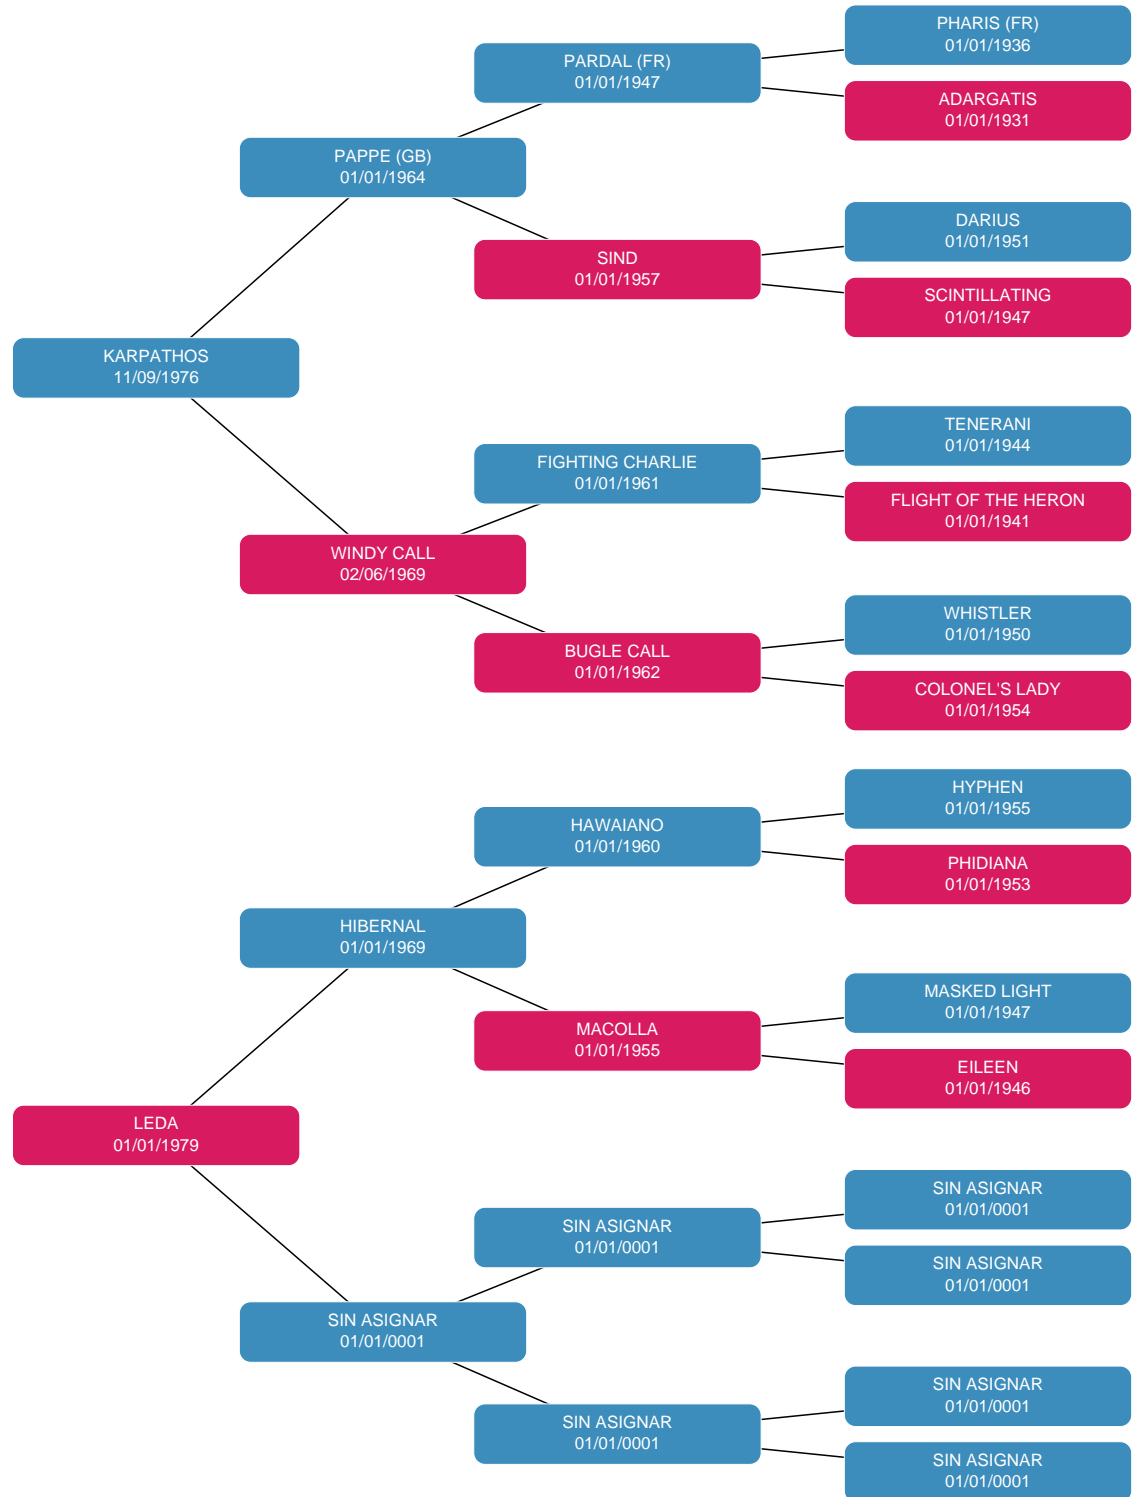 PHARIS (FR)
01/01/1936
PARDAL (FR)
01/01/1947
ADARGATIS
01/01/1931
PAPPE (GB)
01/01/1964
DARIUS
01/01/1951
SIND
01/01/1957
SCINTILLATING
01/01/1947
KARPATHOS
11/09/1976
TENERANI
01/01/1944
FIGHTING CHARLIE
01/01/1961
FLIGHT OF THE HERON
01/01/1941
WINDY CALL
02/06/1969
WHISTLER
01/01/1950
BUGLE CALL
01/01/1962
COLONEL'S LADY
01/01/1954
HYPHEN
01/01/1955
HAWAIANO
01/01/1960
PHIDIANA
01/01/1953
HIBERNAL
01/01/1969
MASKED LIGHT
01/01/1947
MACOLLA
01/01/1955
EILEEN
01/01/1946
LEDA
01/01/1979
SIN ASIGNAR
01/01/0001
SIN ASIGNAR
01/01/0001
SIN ASIGNAR
01/01/0001
SIN ASIGNAR
01/01/0001
SIN ASIGNAR
01/01/0001
SIN ASIGNAR
01/01/0001
SIN ASIGNAR
01/01/0001